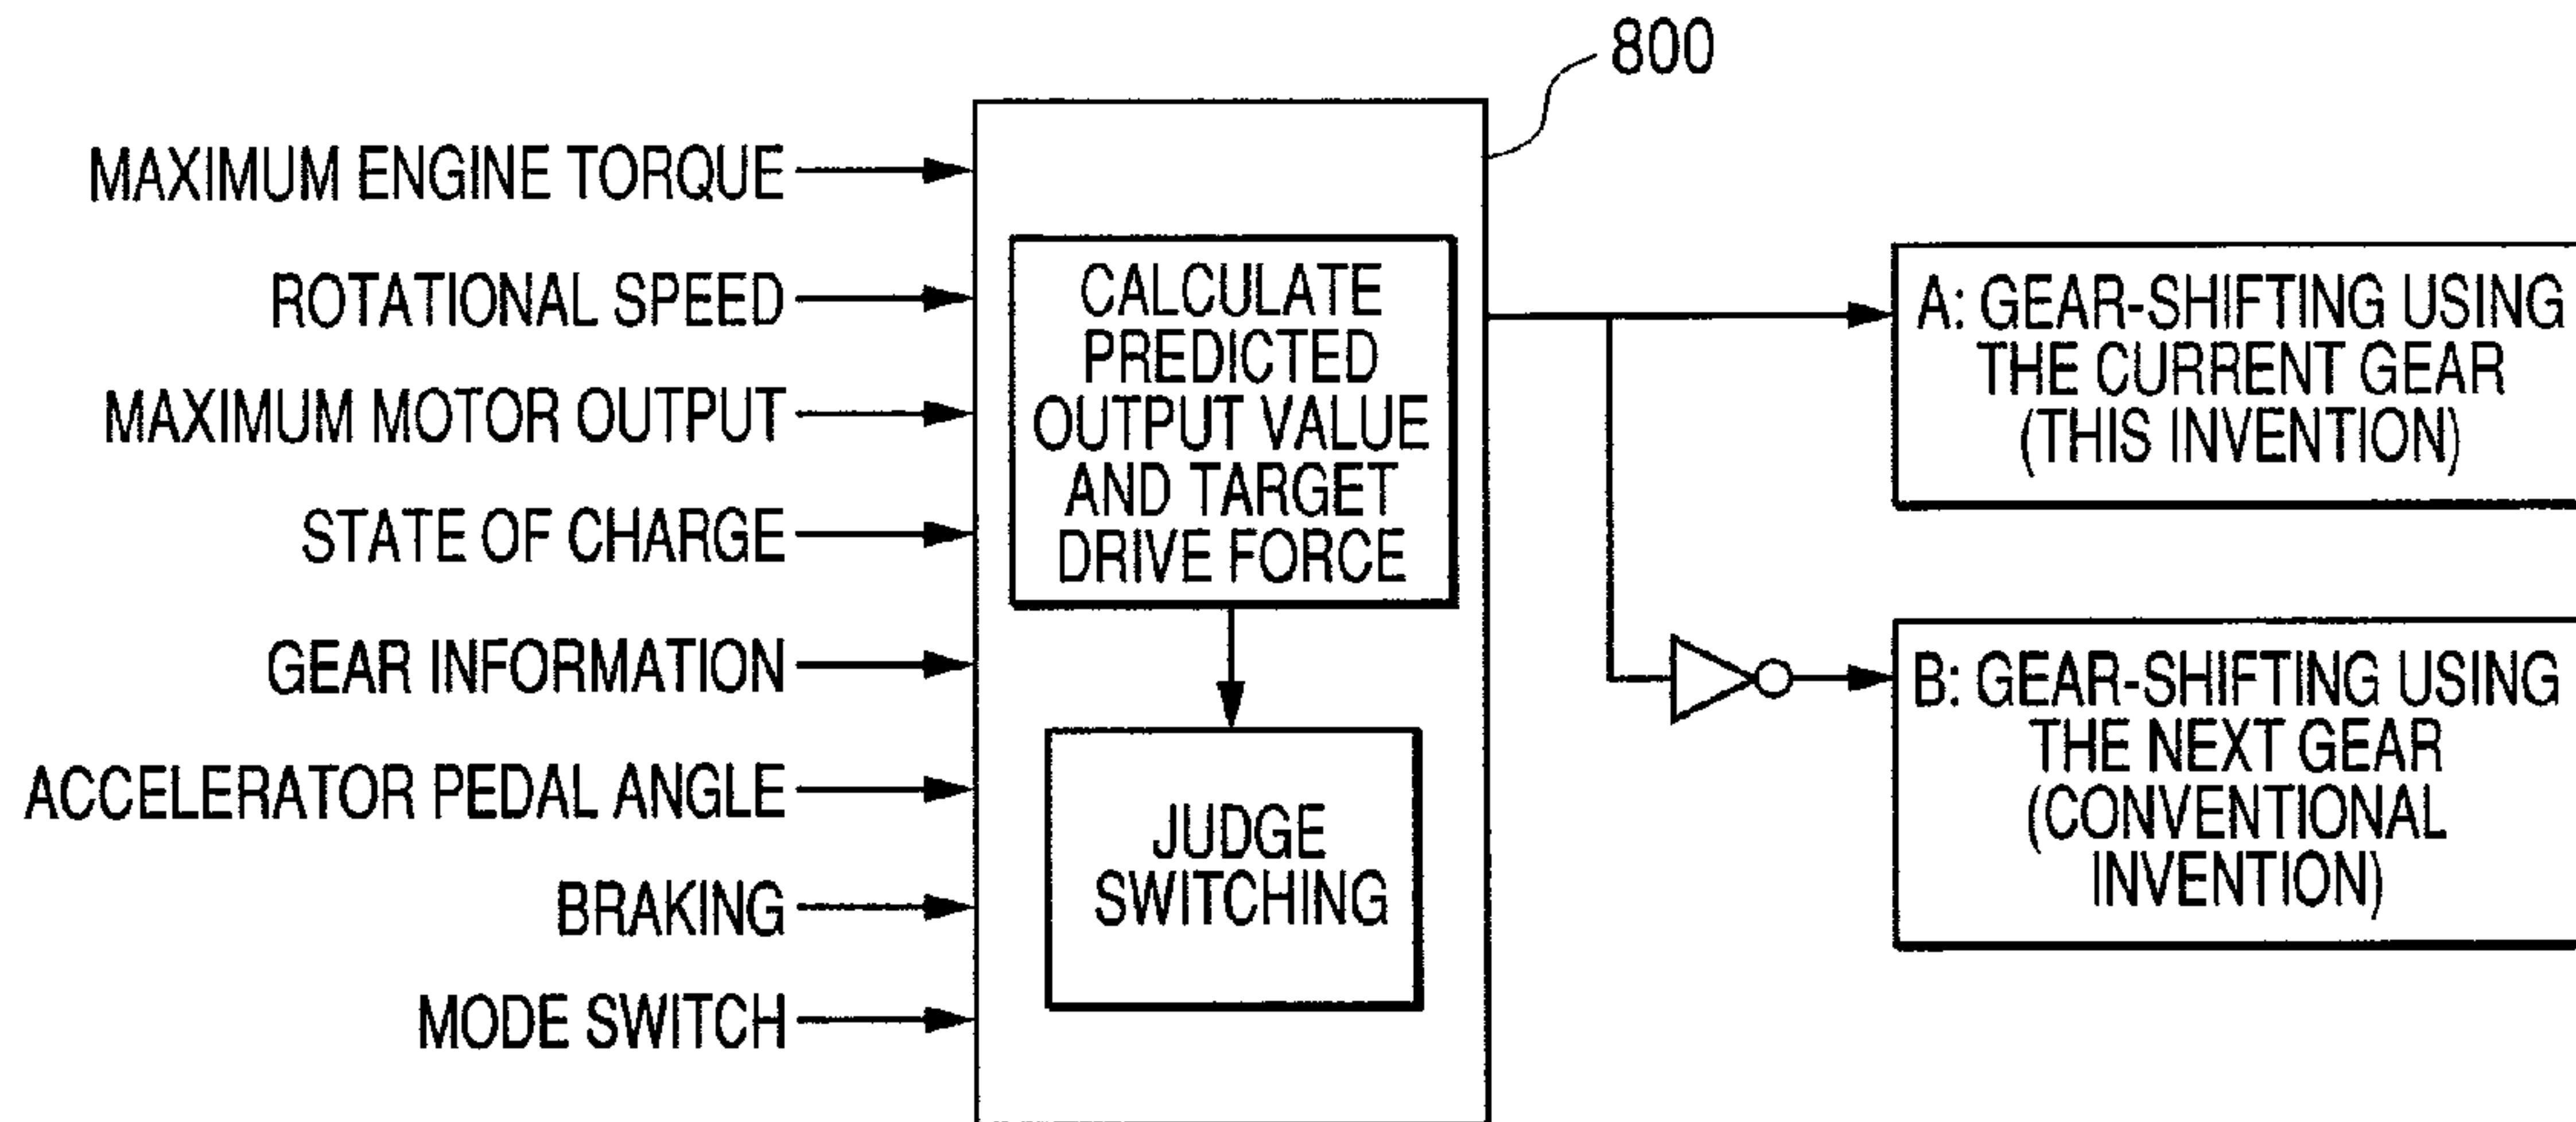 800
MAXIMUM ENGINE TORQUE
ROTATIONAL SPEED
MAXIMUM MOTOR OUTPUT
STATE OF CHARGE
GEAR INFORMATION
ACCELERATOR PEDAL ANGLE
BRAKING
MODE SWITCH
CALCULATE
PREDICTED
OUTPUT VALUE
AND TARGET
DRIVE FORCE
JUDGE
SWITCHING
A: GEAR-SHIFTING USING
THE CURRENT GEAR
(THIS INVENTION)
B: GEAR-SHIFTING USING
THE NEXT GEAR
(CONVENTIONAL
INVENTION)